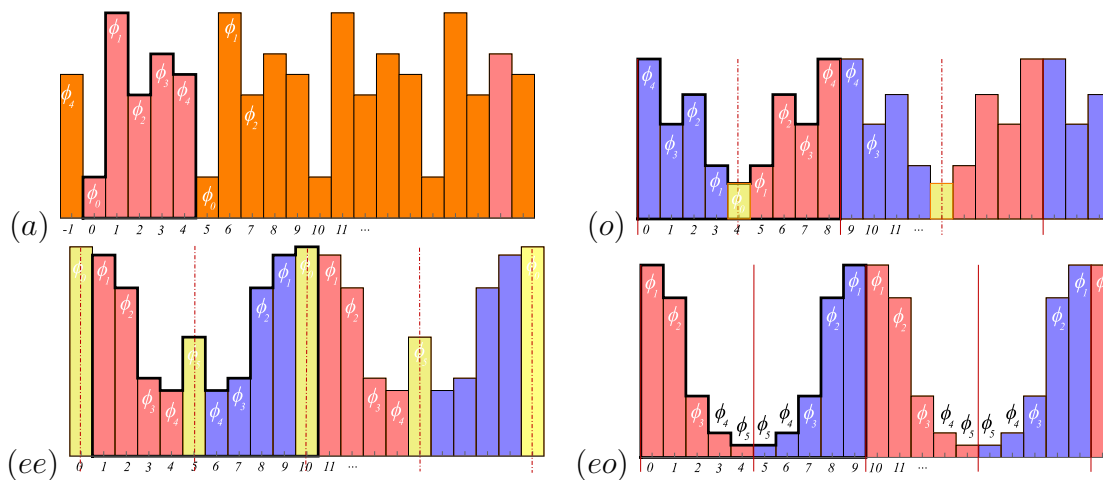 ϕ₄ ϕ₀ ϕ₁ ϕ₂ ϕ₃ ϕ₄ ϕ₀ ϕ₁ ϕ₂
(a)
-1 0 1 2 3 4 5 6 7 8 9 10 11 ...
ϕ₄ ϕ₃ ϕ₂ ϕ₁ ϕ₁ ϕ₂ ϕ₃ ϕ₄ ϕ₄ ϕ₃
(o)
0 1 2 3 4 5 6 7 8 9 10 11 ...
ϕ₁ ϕ₂ ϕ₃ ϕ₄ ϕ₄ ϕ₃ ϕ₂ ϕ₁ ϕ₁ ϕ₂ ϕ₃ ϕ₄
(ee)
0 1 2 3 4 5 6 7 8 9 10 11 ...
ϕ₁ ϕ₂ ϕ₃ ϕ₄ ϕ₅ ϕ₅ ϕ₄ ϕ₃ ϕ₂ ϕ₁ ϕ₁ ϕ₂ ϕ₃ ϕ₄ ϕ₅ ϕ₅ ϕ₄ ϕ₃ ϕ₂ ϕ₁
(eo)
0 1 2 3 4 5 6 7 8 9 10 11 ...